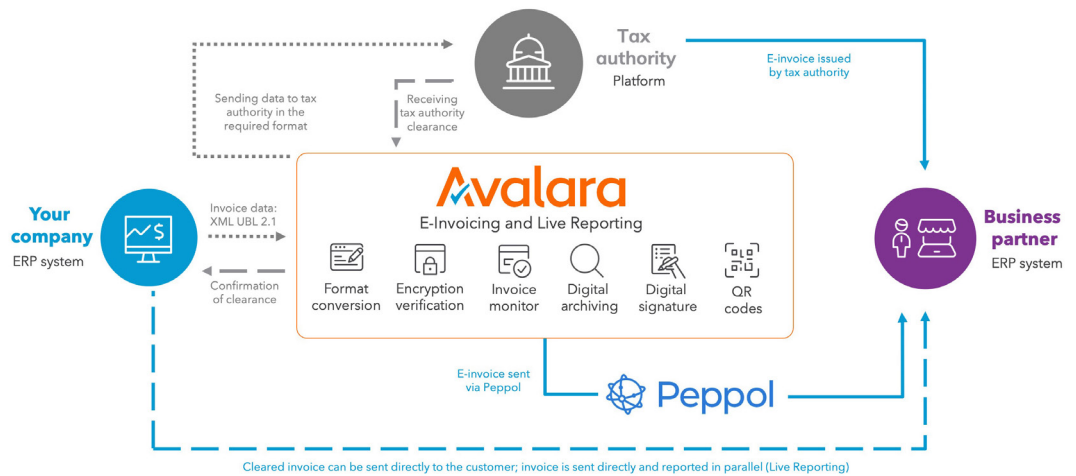 Tax
authority
Platform
E-invoice issued
by tax authority
Sending data to tax
authority in the
required format
Receiving
tax authority
clearance
Avalara
E-Invoicing and Live Reporting
Your
company
ERP system
Invoice data:
XML UBL 2.1
Confirmation
of clearance
Format
conversion
Encryption
verification
Invoice
monitor
Digital
archiving
Digital
signature
QR
codes
Business
partner
ERP system
E-invoice sent
via Peppol
Peppol
Cleared invoice can be sent directly to the customer; invoice is sent directly and reported in parallel (Live Reporting)